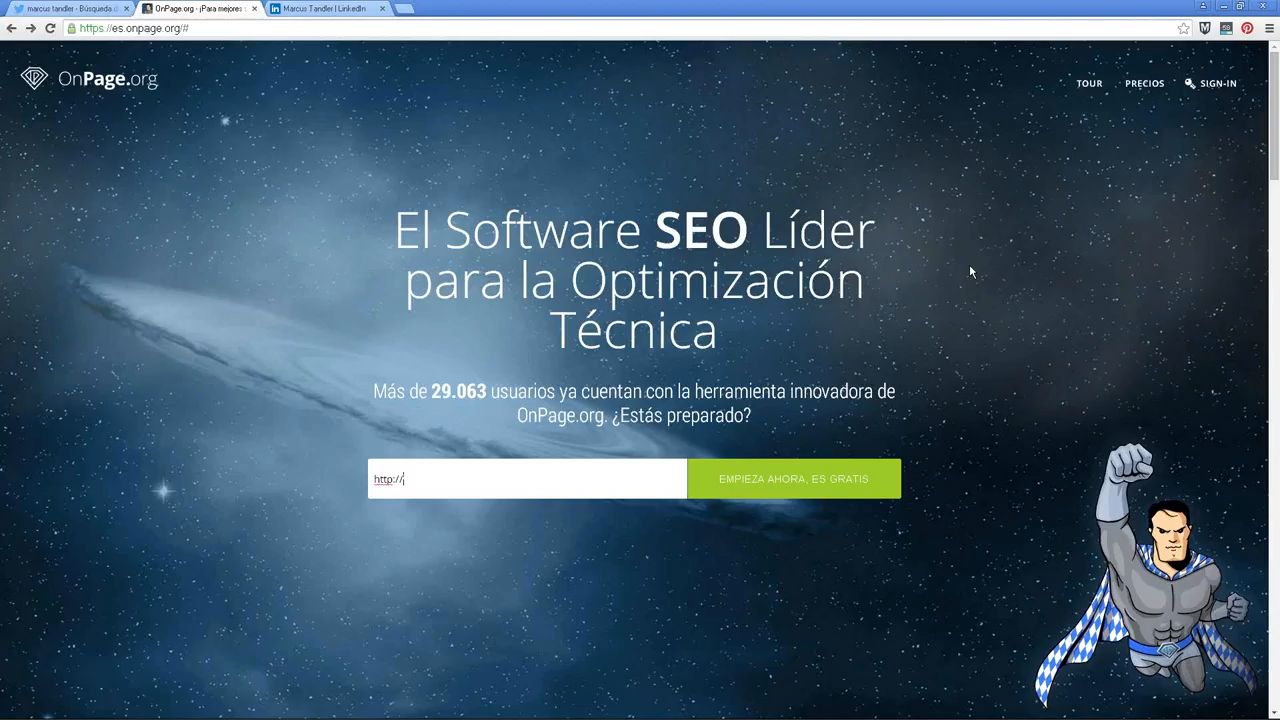 marcus tandler - Búsqueda d
OnPage.org - ¡Para mejores
Marcus Tandler | LinkedIn
https://es.onpage.org/#
OnPage.org
TOUR
PRECIOS
SIGN-IN
El Software SEO Líder
para la Optimización
Técnica
Más de 29.063 usuarios ya cuentan con la herramienta innovadora de
OnPage.org. ¿Estás preparado?
http://
EMPIEZA AHORA, ES GRATIS